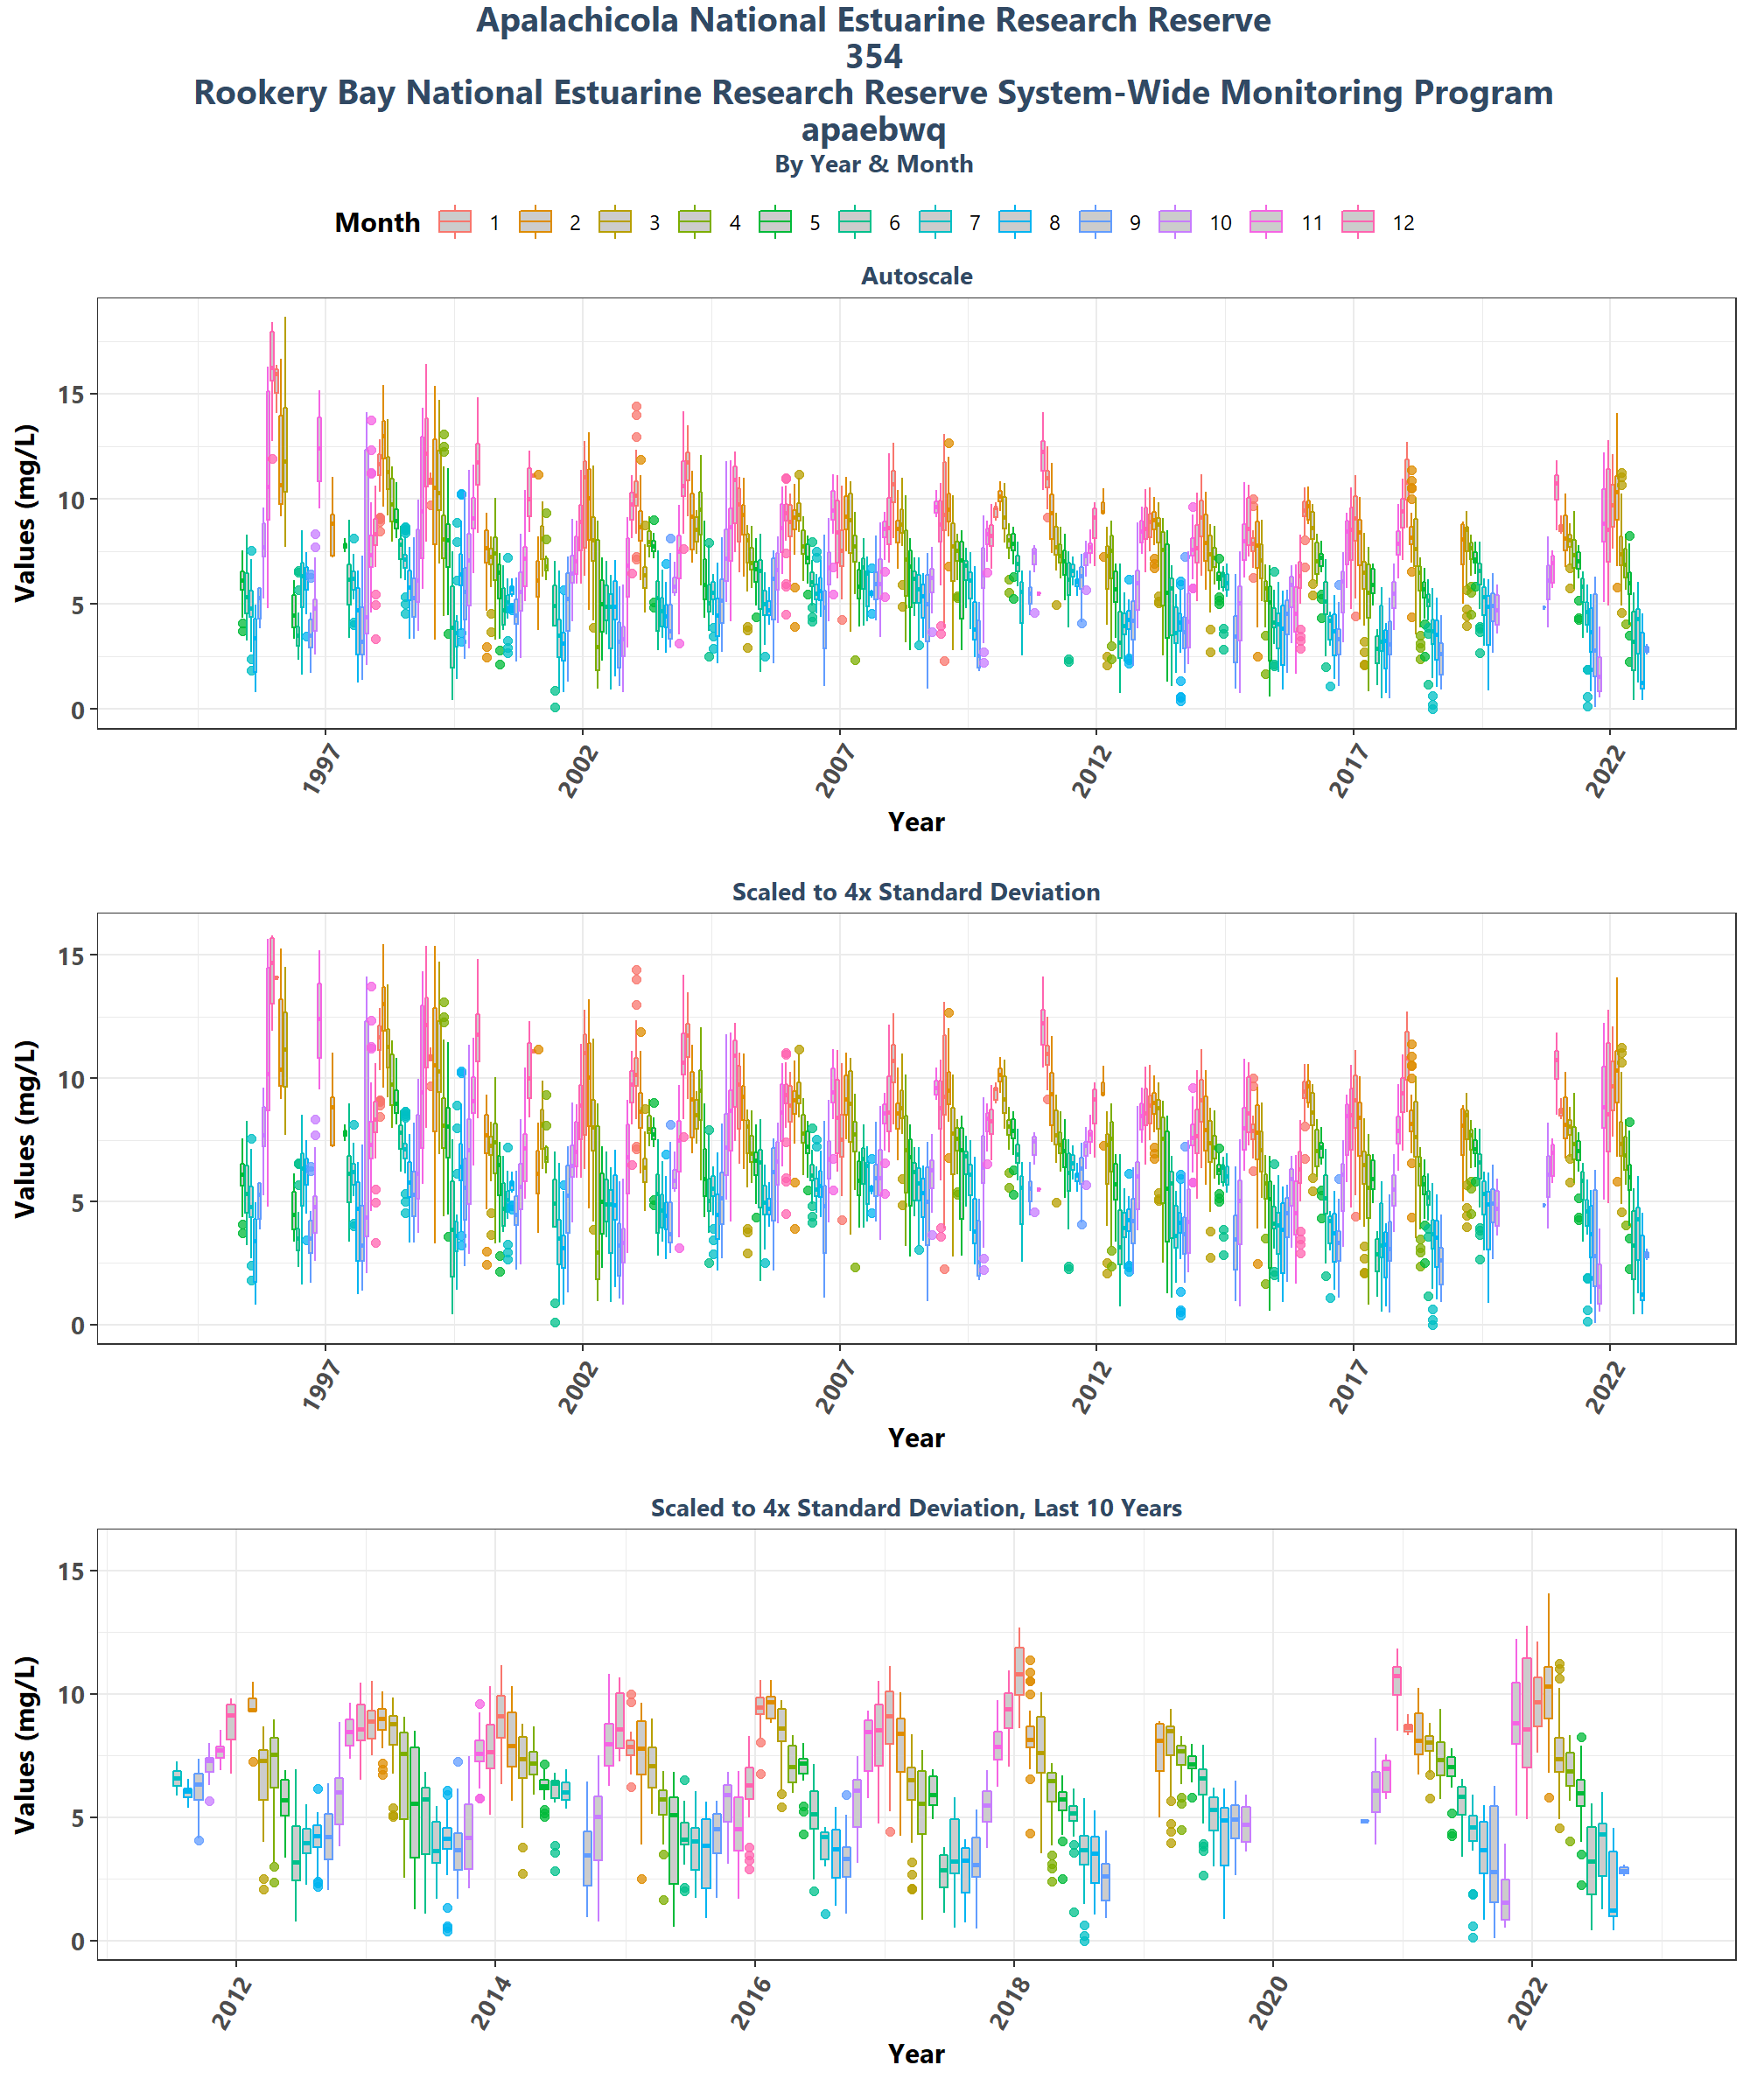 Apalachicola National Estuarine Research Reserve
354
Rookery Bay National Estuarine Research Reserve System-Wide Monitoring Program
apaebwq
By Year & Month
Month 1 2 3 4 5 6 7 8 9 10 11 12
Autoscale
Values (mg/L)
15
10
5
0
1997 2002 2007 2012 2017 2022
Year
Scaled to 4x Standard Deviation
Values (mg/L)
15
10
5
0
1997 2002 2007 2012 2017 2022
Year
Scaled to 4x Standard Deviation, Last 10 Years
Values (mg/L)
15
10
5
0
2012 2014 2016 2018 2020 2022
Year